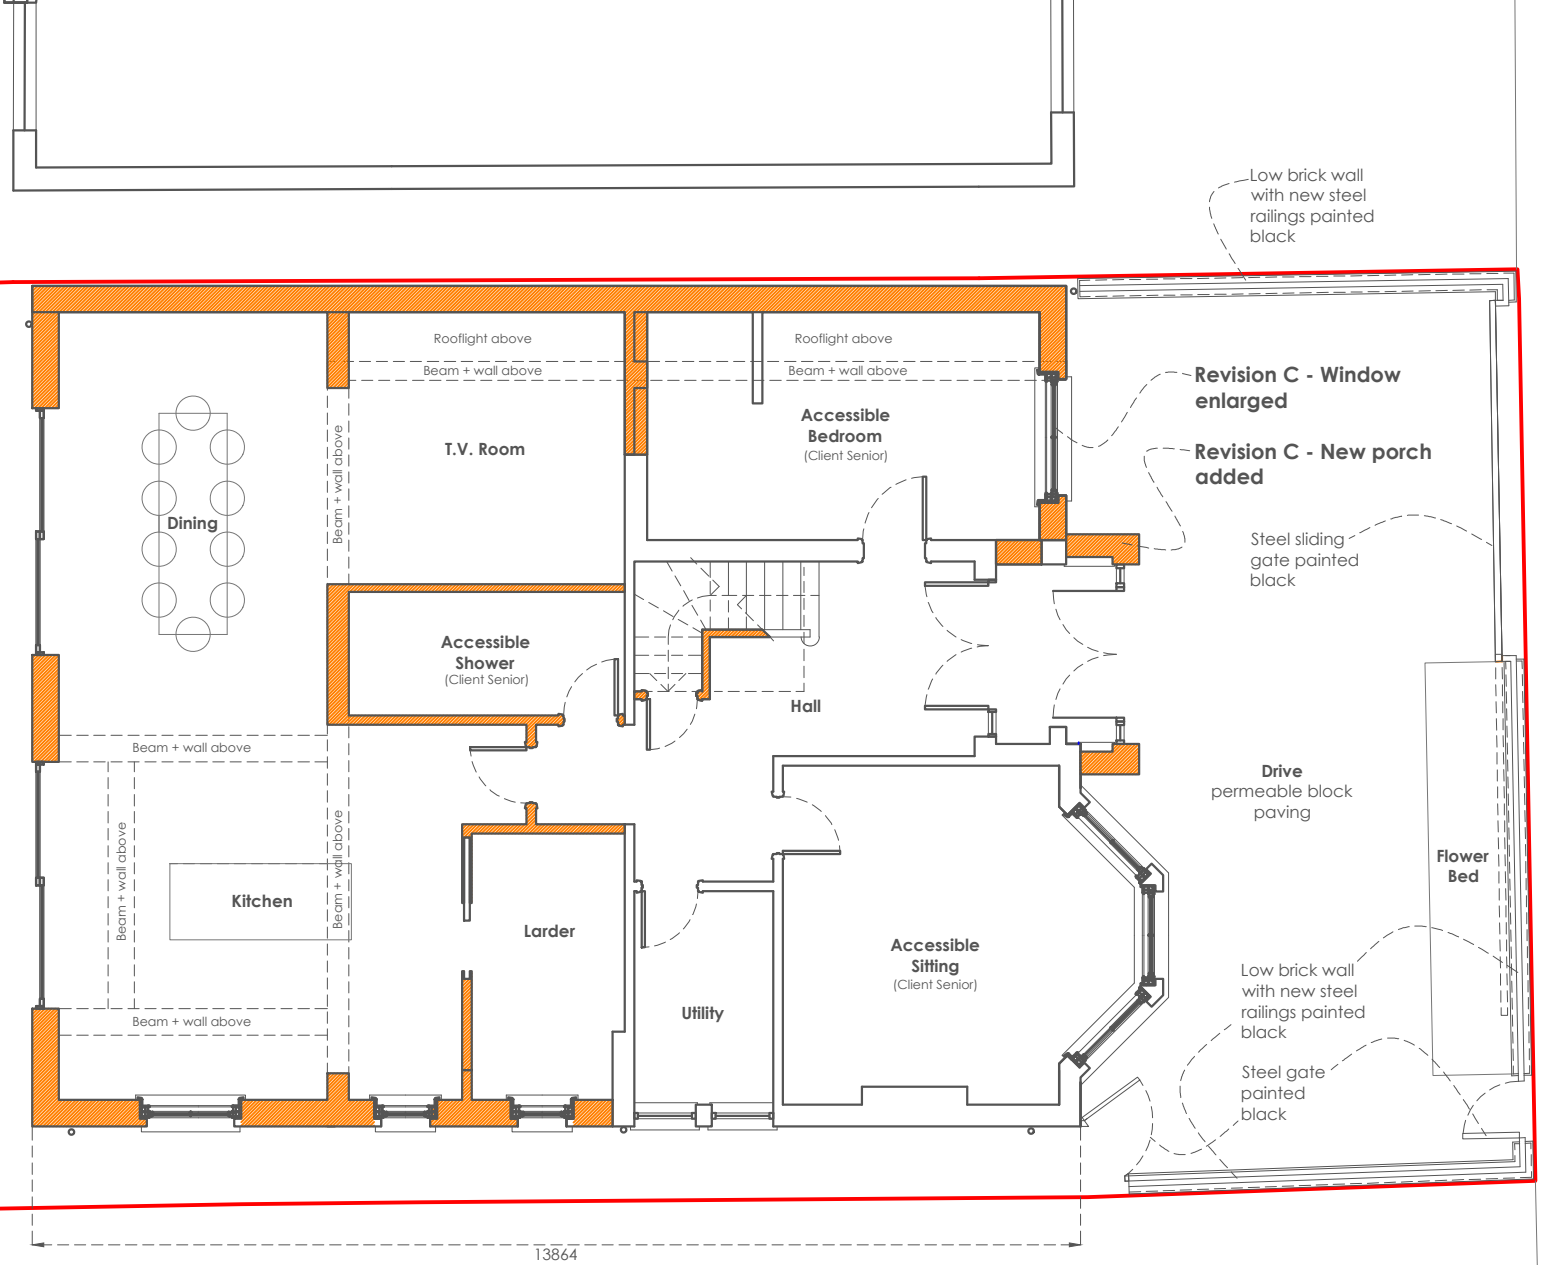 Low brick wall
with new steel
railings painted
black
Rooflight above
Beam + wall above
Rooflight above
Beam + wall above
Revision C - Window
enlarged
Revision C - New porch
added
Accessible
Bedroom
(Client Senior)
T.V. Room
Beam + wall above
Dining
Steel sliding
gate painted
black
Accessible
Shower
(Client Senior)
Hall
Beam + wall above
Drive
permeable block
paving
Beam + wall above
Beam + wall above
Kitchen
Larder
Flower
Bed
Accessible
Sitting
(Client Senior)
Utility
Beam + wall above
Low brick wall
with new steel
railings painted
black
Steel gate
painted
black
13864